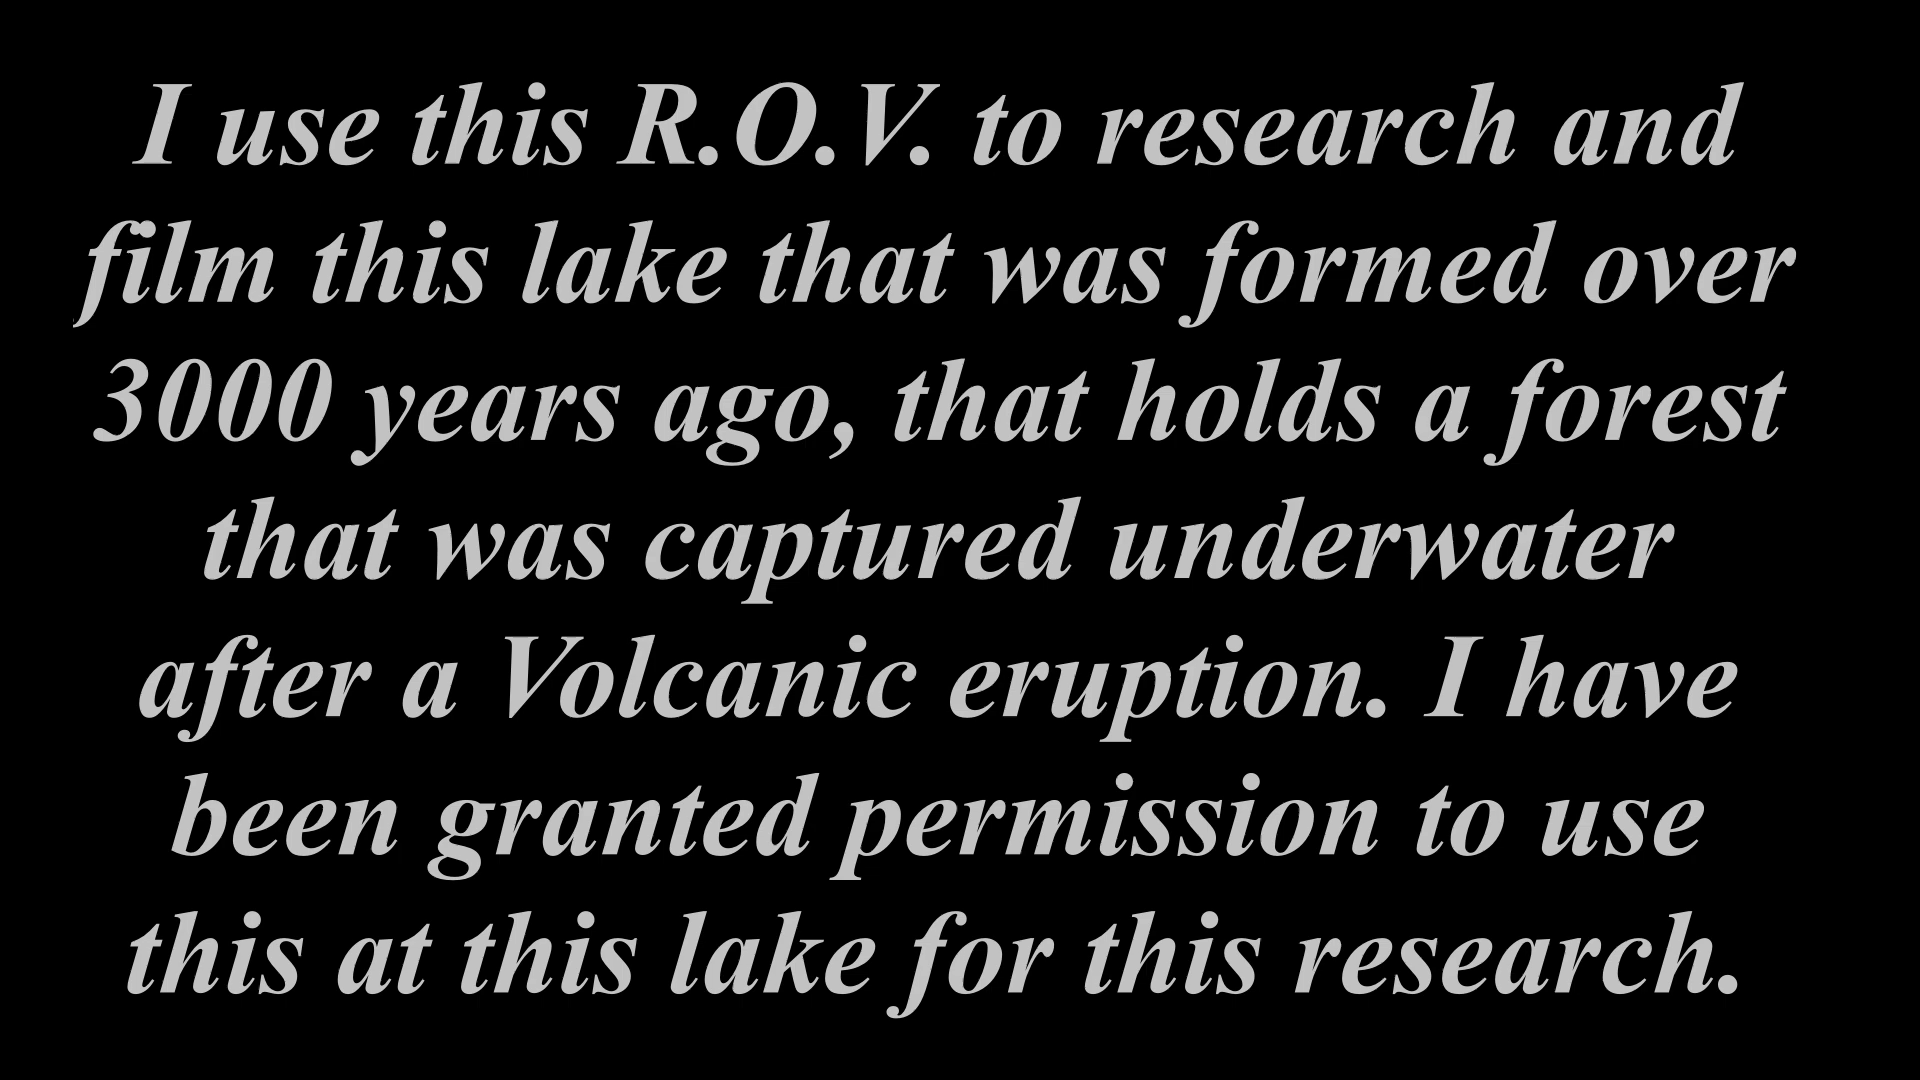 I use this R.O.V. to research and
film this lake that was formed over
3000 years ago, that holds a forest
that was captured underwater
after a Volcanic eruption. I have
been granted permission to use
this at this lake for this research.